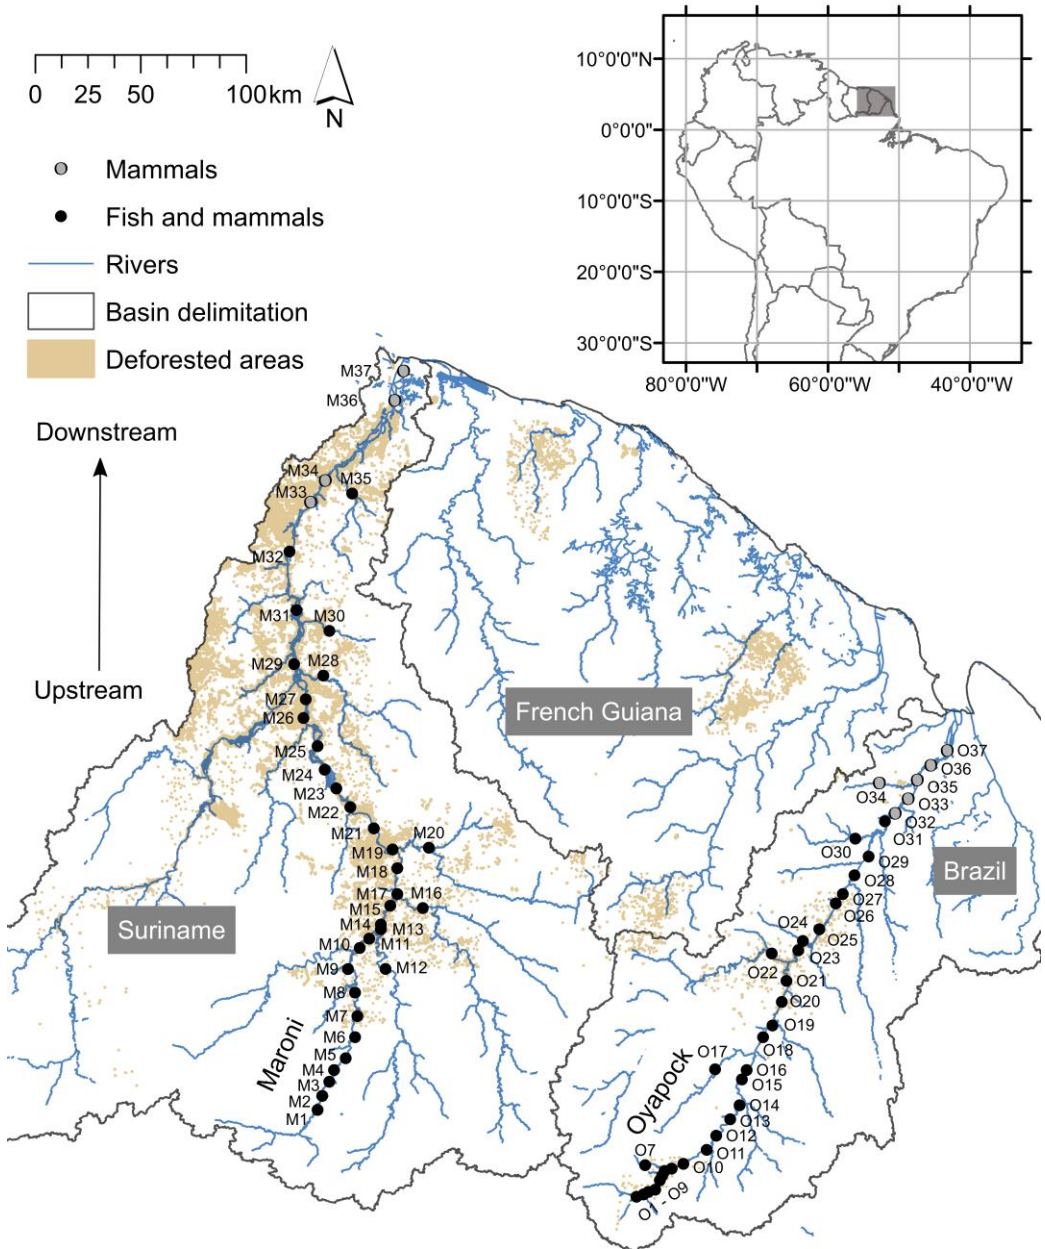 0 25 50 100 km
N
Mammals
Fish and mammals
Rivers
Basin delimitation
Deforested areas
Downstream
Upstream
10°0'0"N
0°0'0"
10°0'0"S
20°0'0"S
30°0'0"S
80°0'0"W 60°0'0"W 40°0'0"W
M37
M36
M34
M35
M33
M32
M31
M30
M29
M28
M27
M26
M25
M24
M23
M22
M21
M20
M19
M18
M17
M16
M15
M14
M13
M11
M10
M12
M9
M8
M7
M6
M5
M4
M3
M2
M1
Maroni
Suriname
French Guiana
Brazil
Oyapock
O37
O36
O35
O34
O33
O32
O31
O30
O29
O28
O27
O26
O25
O24
O23
O22
O21
O20
O19
O18
O17
O16
O15
O14
O13
O12
O11
O10
O7
O1 - O9